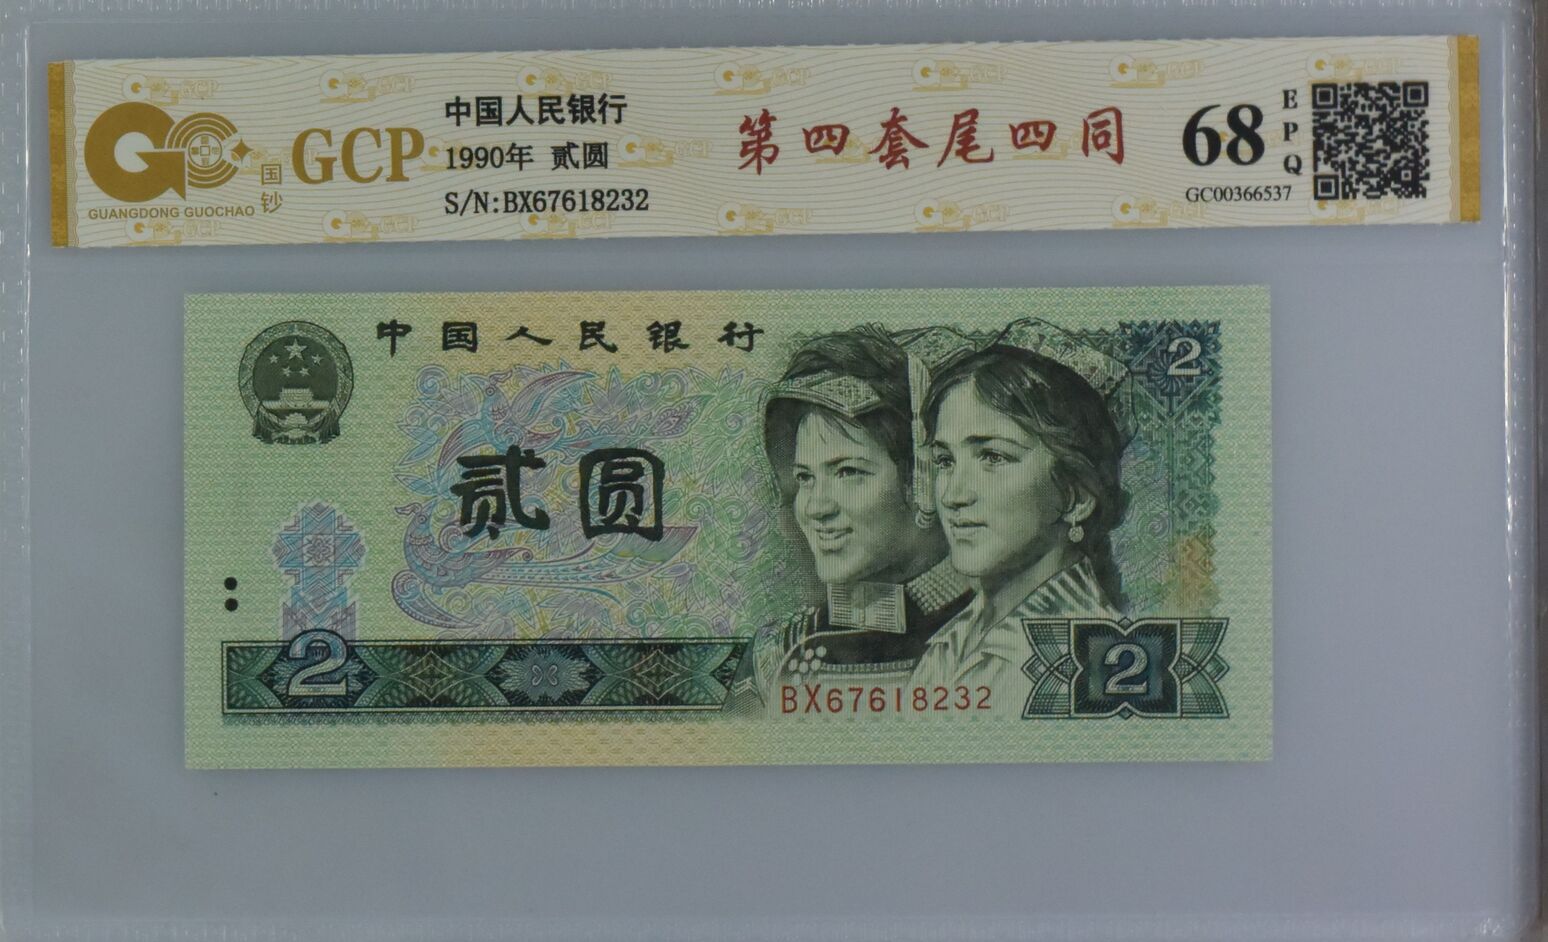 GCP
国钞
GUANGDONG GUOCHAO
中国人民银行
1990年 贰圆
S/N:BX67618232
第四套尾四同
68
EPQ
GC00366537
中国人民银行
2
贰圆
2
2
BX67618232